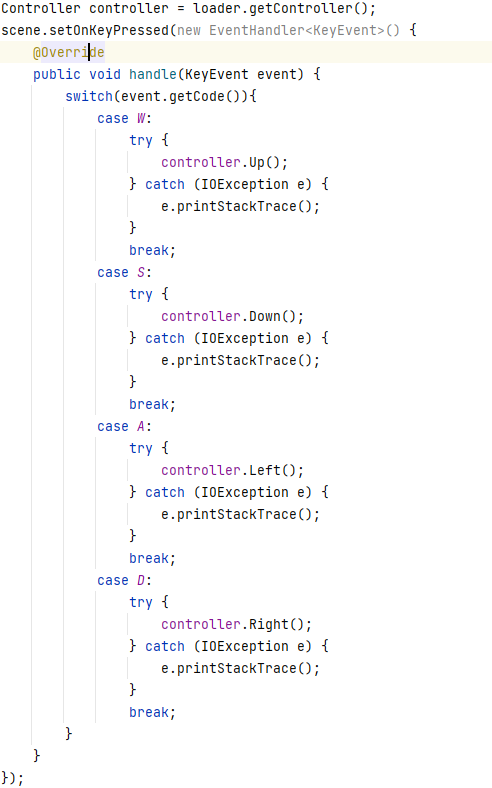 Controller controller = loader.getController();
scene.setOnKeyPressed(new EventHandler<KeyEvent>() {
    @Override
    public void handle(KeyEvent event) {
        switch(event.getCode()){
            case W:
                try {
                    controller.Up();
                } catch (IOException e) {
                    e.printStackTrace();
                }
                break;
            case S:
                try {
                    controller.Down();
                } catch (IOException e) {
                    e.printStackTrace();
                }
                break;
            case A:
                try {
                    controller.Left();
                } catch (IOException e) {
                    e.printStackTrace();
                }
                break;
            case D:
                try {
                    controller.Right();
                } catch (IOException e) {
                    e.printStackTrace();
                }
                break;
        }
    }
});